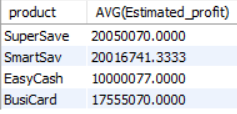 product AVG(Estimated_profit)
SuperSave 20050070.0000
SmartSav 20016741.3333
EasyCash 10000077.0000
BusiCard 17555070.0000